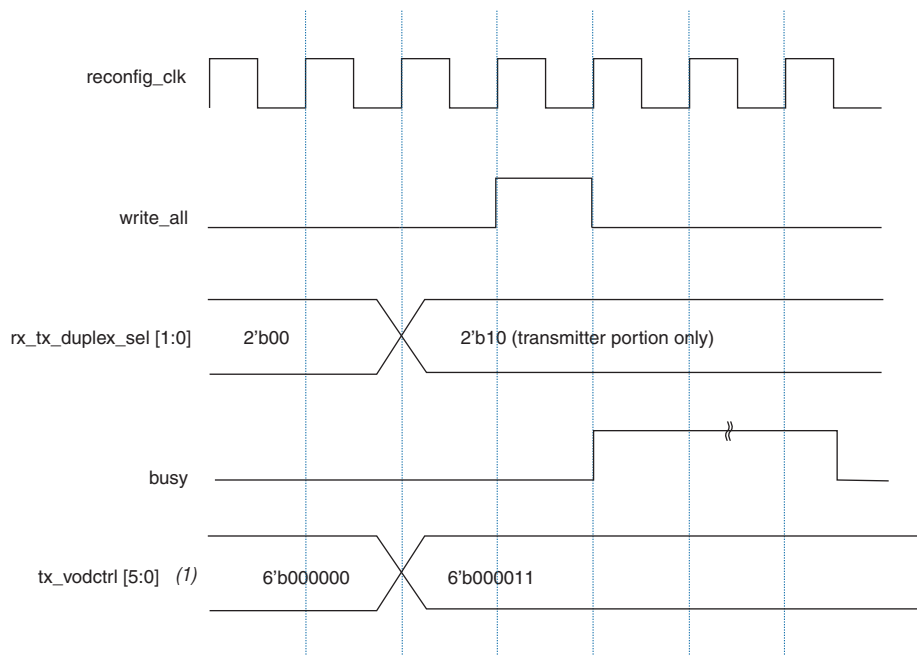 reconfig_clk
write_all
rx_tx_duplex_sel [1:0] 2'b00 2'b10 (transmitter portion only)
busy
tx_vodctrl [5:0] (1) 6'b000000 6'b000011